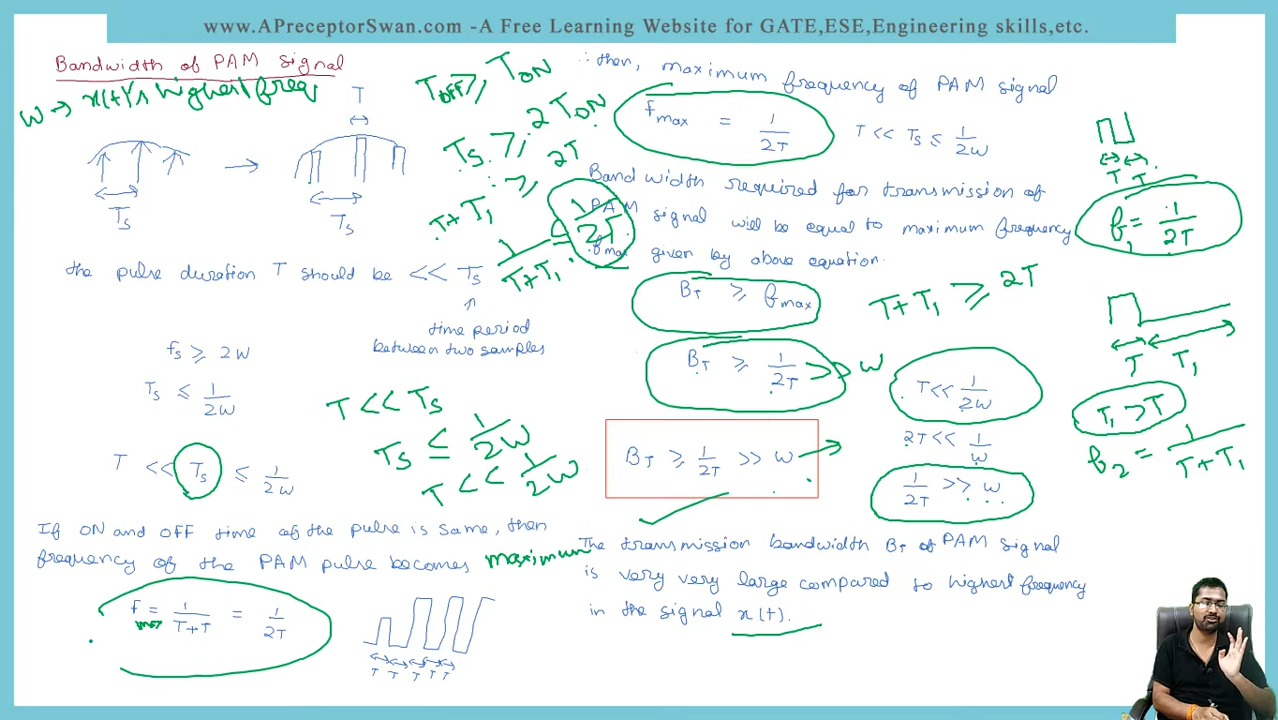 www.APreceptorSwan.com -A Free Learning Website for GATE,ESE,Engineering skills,etc.
Bandwidth of PAM Signal
W → x(t)'s highest freq
T
Ts
Ts
the pulse duration T should be << Ts
time period
between two samples
fs ≥ 2W
Ts ≤ 1/2W
T << Ts ≤ 1/2W
If ON and OFF time of the pulse is same, then
frequency of the PAM pulse becomes maximum
fmax = 1/T+T = 1/2T
T T T T T
TOFF ≥ TON
Ts ≥ 2TON
T+T1 ≥ 2T
1/T+T1 = 1/2T
T << Ts
Ts ≤ 1/2W
T << 1/2W
∴ then, maximum frequency of PAM signal
fmax = 1/2T
T << Ts ≤ 1/2W
Band width required for transmission of
PAM signal will be equal to maximum frequency
fmax given by above equation.
BT ≥ fmax
BT ≥ 1/2T >> W
BT ≥ 1/2T >> W
T+T1 ≥ 2T
T << 1/2W
2T << 1/W
1/2T >> W
The transmission bandwidth BT of PAM signal
is very very large compared to highest frequency
in the signal x(t).
T T
f1 = 1/2T
T T1
T1 > T
f2 = 1/T+T1